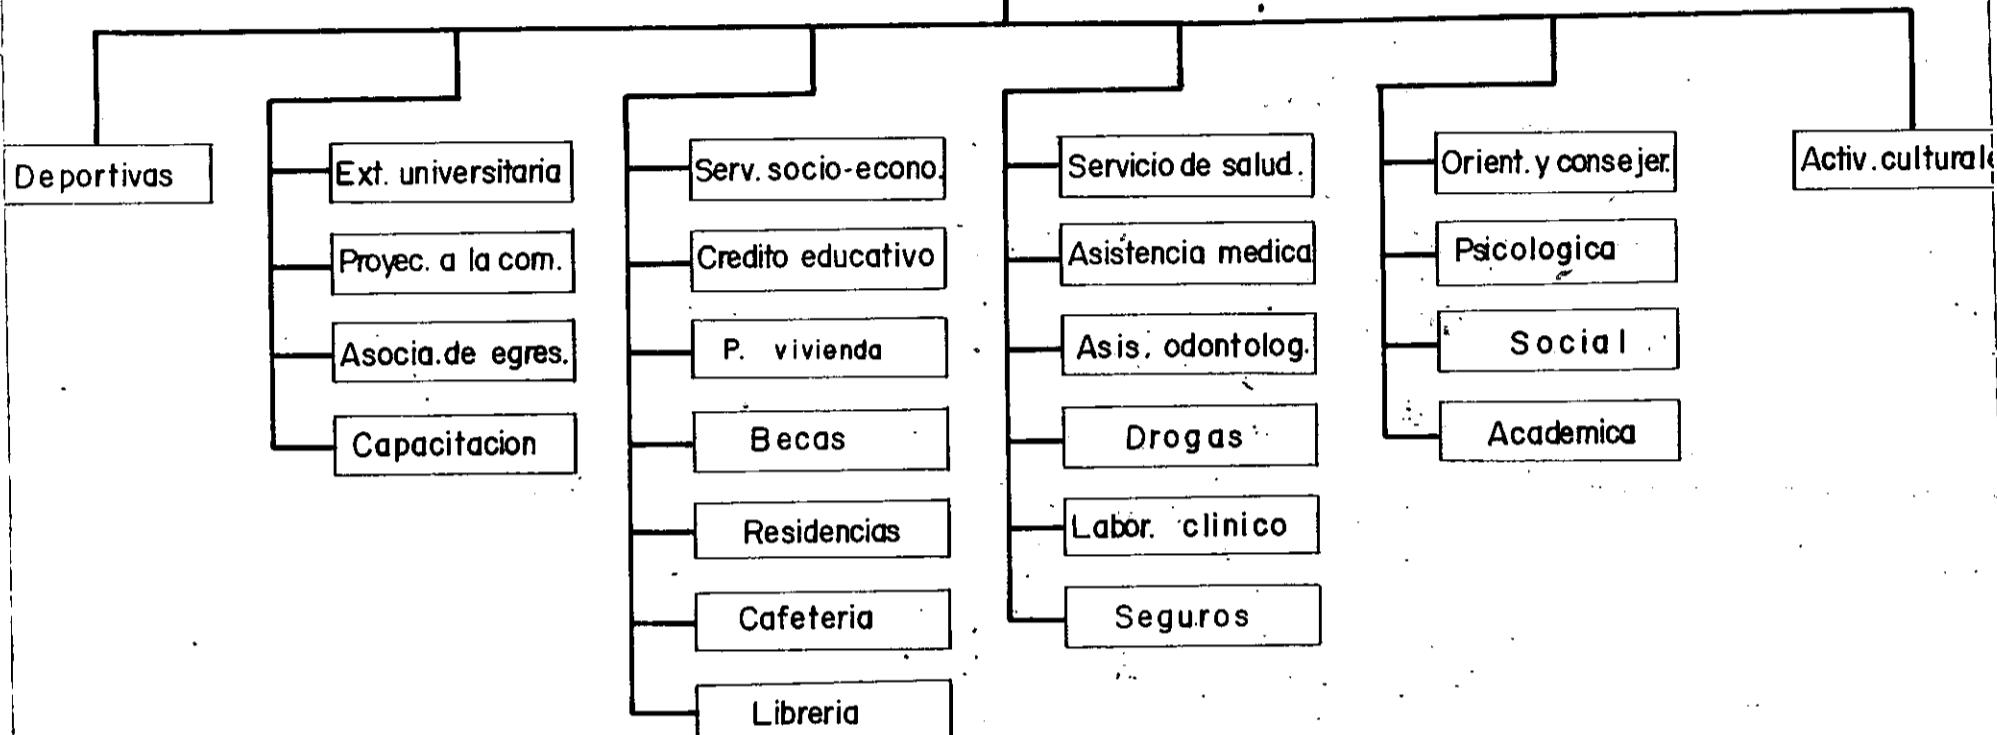 Deportivas
Ext. universitaria
Proyec. a la com.
Asocia. de egres.
Capacitacion
Serv. socio-econo.
Credito educativo
P. vivienda
Becas
Residencias
Cafeteria
Libreria
Servicio de salud.
Asistencia medica
Asis. odontolog.
Drogas
Labor. clinico
Seguros
Orient. y consejer.
Psicologica
Social
Academica
Activ. culturale